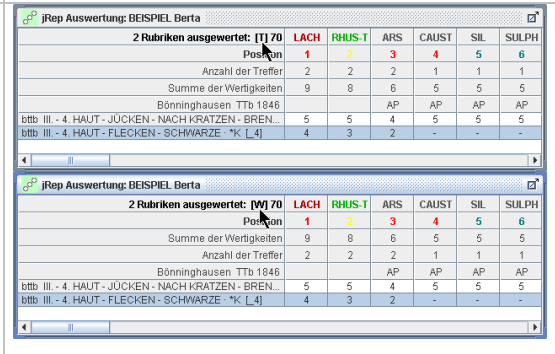 jRep Auswertung: BEISPIEL Berta
2 Rubriken ausgewertet: [T] 70 LACH RHUS-T ARS CAUST SIL SULPH
Position 1 2 3 4 5 6
Anzahl der Treffer 2 2 2 1 1 1
Summe der Wertigkeiten 9 8 6 5 5 5
Bönninghausen TTb 1846 AP AP AP AP
bttb III. - 4. HAUT - JÜCKEN - NACH KRATZEN - BREN... 5 5 4 5 5 5
bttb III. - 4. HAUT - FLECKEN - SCHWARZE · *K [_4] 4 3 2 - - -
jRep Auswertung: BEISPIEL Berta
2 Rubriken ausgewertet: [W] 70 LACH RHUS-T ARS CAUST SIL SULPH
Position 1 2 3 4 5 6
Summe der Wertigkeiten 9 8 6 5 5 5
Anzahl der Treffer 2 2 2 1 1 1
Bönninghausen TTb 1846 AP AP AP AP
bttb III. - 4. HAUT - JÜCKEN - NACH KRATZEN - BREN... 5 5 4 5 5 5
bttb III. - 4. HAUT - FLECKEN - SCHWARZE · *K [_4] 4 3 2 - - -